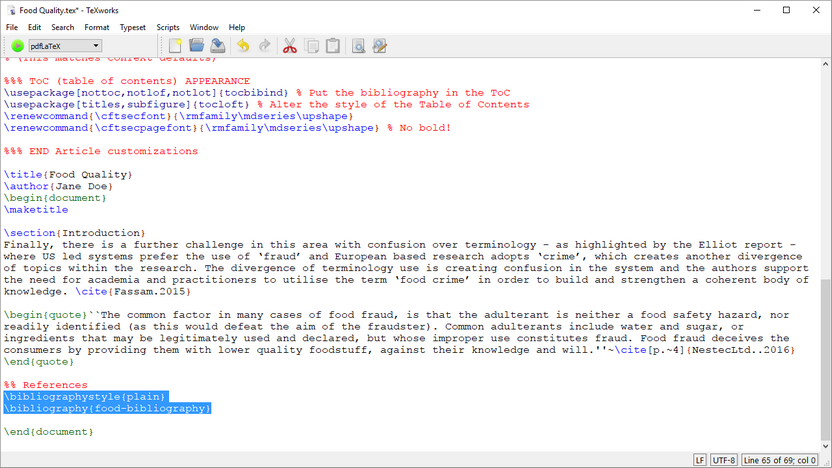 Food Quality.tex* - TeXworks
File Edit Search Format Typeset Scripts Window Help
pdfLaTeX
% (This matches ConTeXt defaults)
%%% ToC (table of contents) APPEARANCE
\usepackage[nottoc,notlof,notlot]{tocbibind} % Put the bibliography in the ToC
\usepackage[titles,subfigure]{tocloft} % Alter the style of the Table of Contents
\renewcommand{\cftsecfont}{\rmfamily\mdseries\upshape}
\renewcommand{\cftsecpagefont}{\rmfamily\mdseries\upshape} % No bold!
%%% END Article customizations
\title{Food Quality}
\author{Jane Doe}
\begin{document}
\maketitle
\section{Introduction}
Finally, there is a further challenge in this area with confusion over terminology – as highlighted by the Elliot report –
where US led systems prefer the use of ‘fraud’ and European based research adopts ‘crime’, which creates another divergence
of topics within the research. The divergence of terminology use is creating confusion in the system and the authors support
the need for academia and practitioners to utilise the term ‘food crime’ in order to build and strengthen a coherent body of
knowledge. \cite{Fassam.2015}
\begin{quote}``The common factor in many cases of food fraud, is that the adulterant is neither a food safety hazard, nor
readily identified (as this would defeat the aim of the fraudster). Common adulterants include water and sugar, or
ingredients that may be legitimately used and declared, but whose improper use constitutes fraud. Food fraud deceives the
consumers by providing them with lower quality foodstuff, against their knowledge and will.''~\cite[p.~4]{NestecLtd..2016}
\end{quote}
%% References
\bibliographystyle{plain}
\bibliography{food-bibliography}
\end{document}
LF UTF-8 Line 65 of 69; col 0